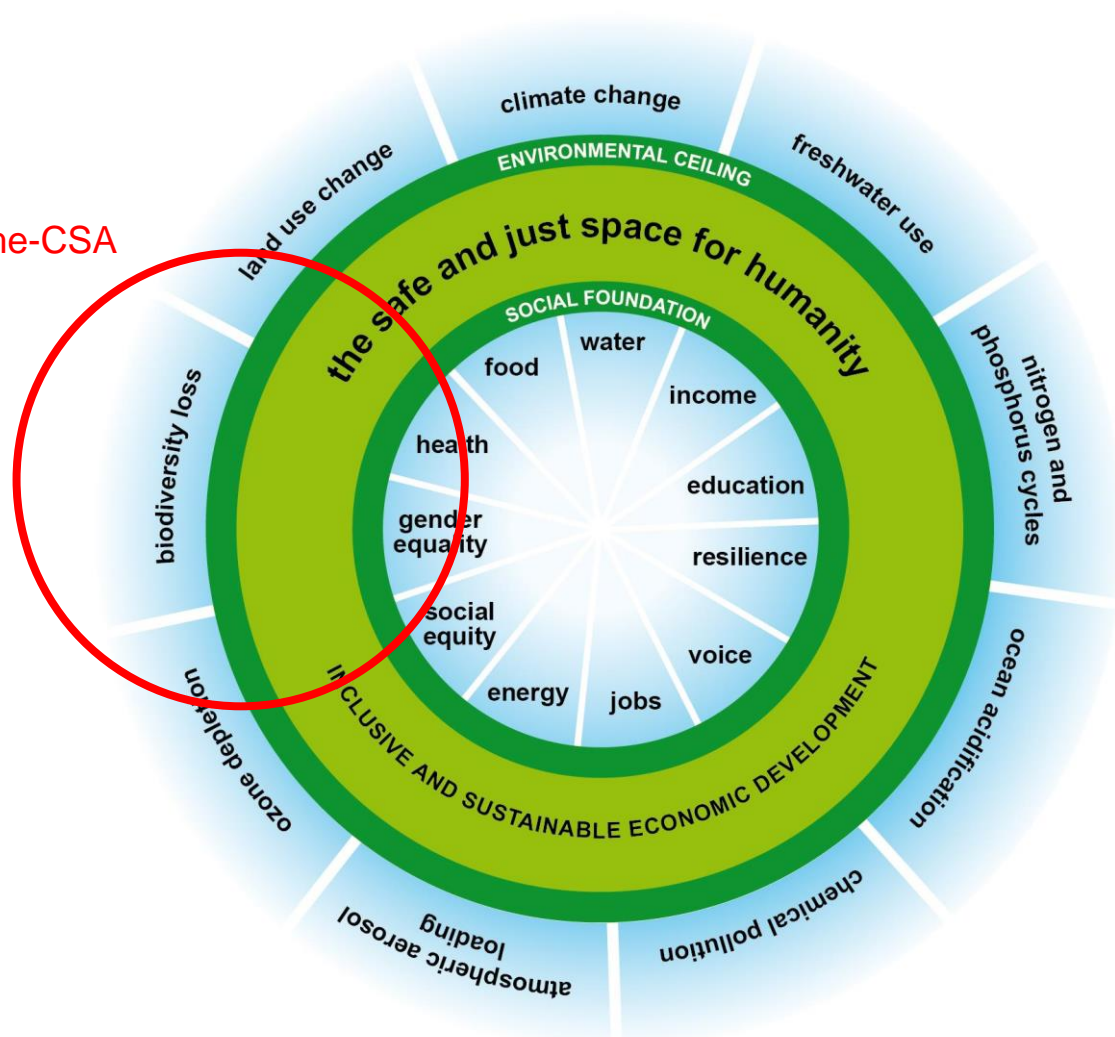 climate change
ENVIRONMENTAL CEILING
freshwater use
land use change
the safe and just space for humanity
SOCIAL FOUNDATION
water
food
income
health
education
gender
equality
resilience
social
equity
voice
energy
jobs
INCLUSIVE AND SUSTAINABLE ECONOMIC DEVELOPMENT
nitrogen and
phosphorus cycles
biodiversity loss
ocean acidification
ozone depletion
chemical pollution
atmospheric aerosol
loading
ne-CSA